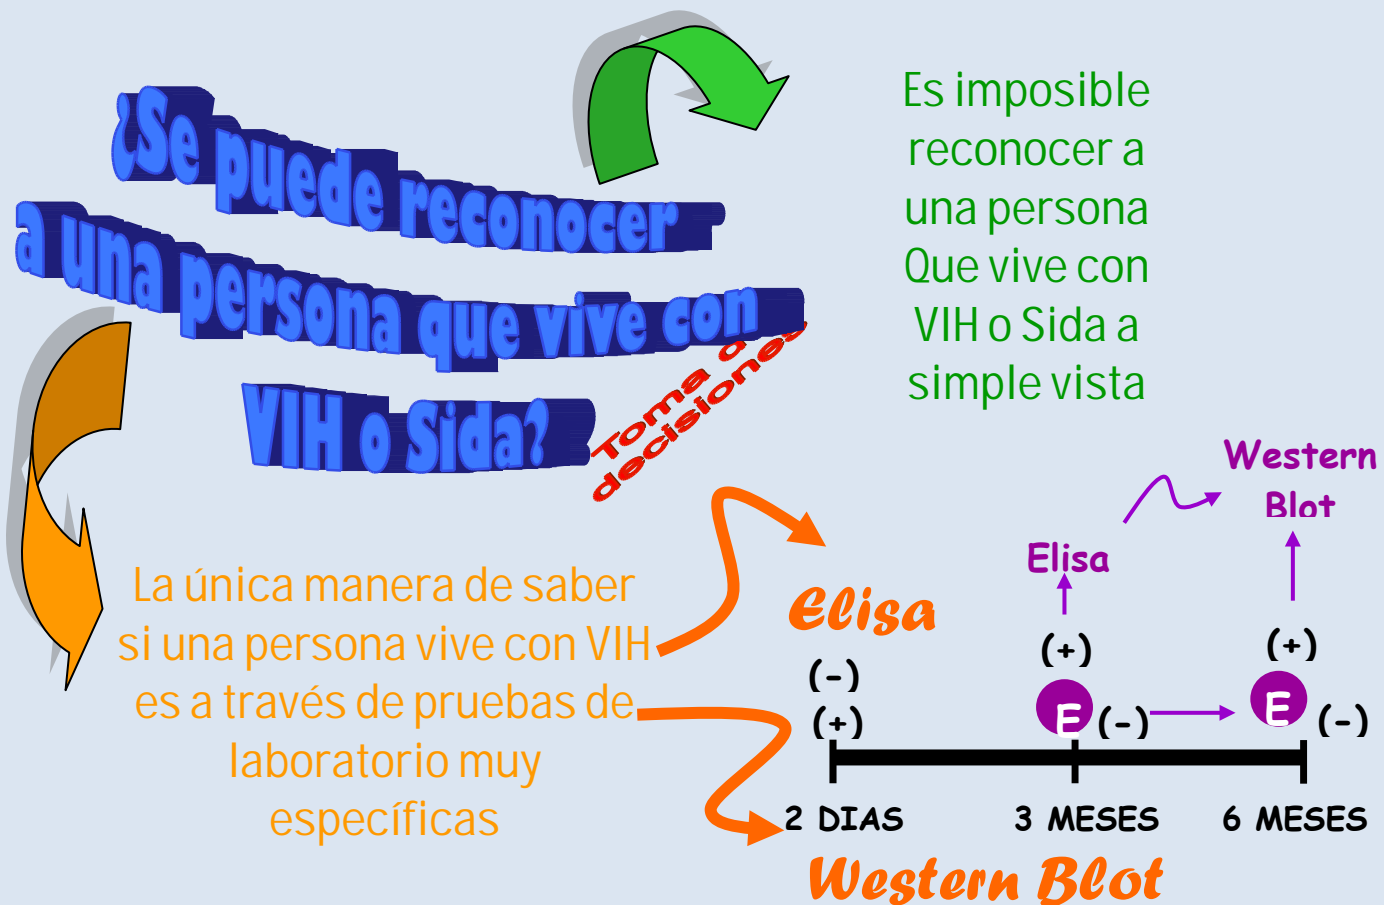 ¿Se puede reconocer
a una persona que vive con
VIH o Sida?
Toma d
decisiones
Es imposible
reconocer a
una persona
Que vive con
VIH o Sida a
simple vista
La única manera de saber
si una persona vive con VIH
es a través de pruebas de
laboratorio muy
específicas
Elisa
Western Blot
Western
Blot
Elisa
(+)
(+)
(-)
(+)
E
(-)
E
(-)
2 DIAS
3 MESES
6 MESES